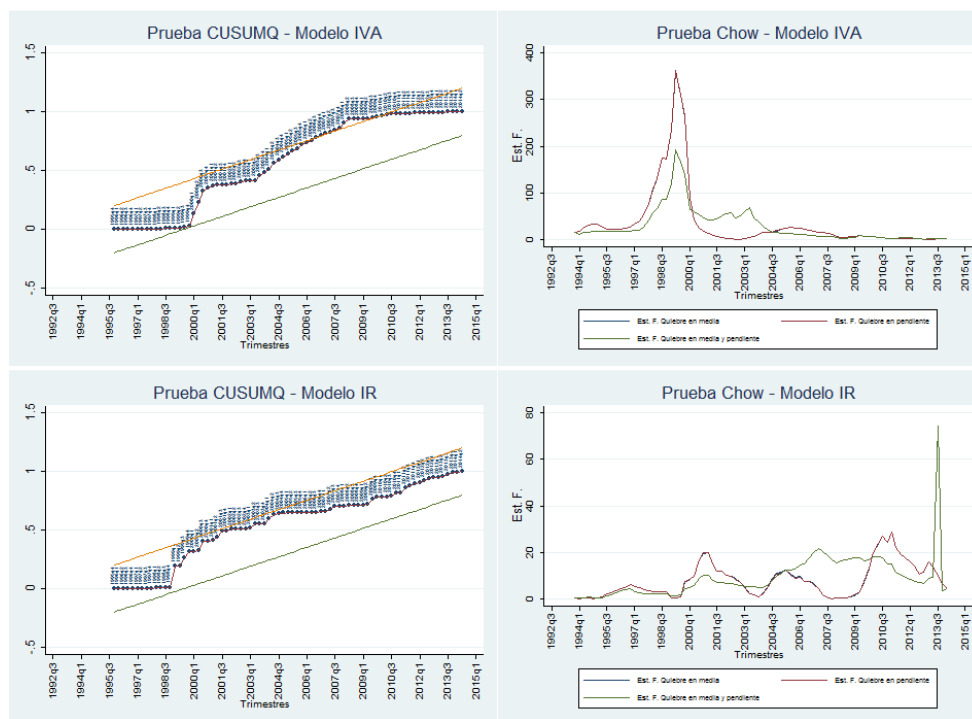 Prueba CUSUMQ - Modelo IVA
1.5
1
.5
0
-.5
1992q3
1994q1
1995q3
1997q1
1998q3
2000q1
2001q3
2003q1
2004q3
2006q1
2007q3
2009q1
2010q3
2012q1
2013q3
2015q1
Trimestres
Prueba Chow - Modelo IVA
Est. F.
400
300
200
100
0
1992q3
1994q1
1995q3
1997q1
1998q3
2000q1
2001q3
2003q1
2004q3
2006q1
2007q3
2009q1
2010q3
2012q1
2013q3
2015q1
Trimestres
Est. F. Quiebre en media
Est. F. Quiebre en pendiente
Est. F. Quiebre en media y pendiente
Prueba CUSUMQ - Modelo IR
1.5
1
.5
0
-.5
1992q3
1994q1
1995q3
1997q1
1998q3
2000q1
2001q3
2003q1
2004q3
2006q1
2007q3
2009q1
2010q3
2012q1
2013q3
2015q1
Trimestres
Prueba Chow - Modelo IR
Est. F.
80
60
40
20
0
1992q3
1994q1
1995q3
1997q1
1998q3
2000q1
2001q3
2003q1
2004q3
2006q1
2007q3
2009q1
2010q3
2012q1
2013q3
2015q1
Trimestres
Est. F. Quiebre en media
Est. F. Quiebre en pendiente
Est. F. Quiebre en media y pendiente